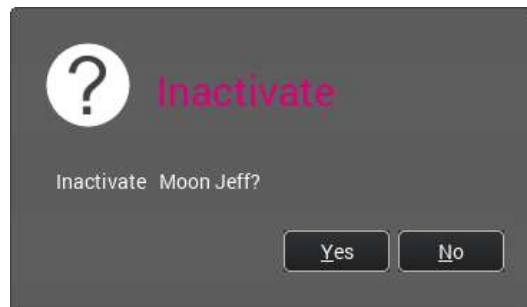 ?
Inactivate
Inactivate Moon Jeff?
Yes No